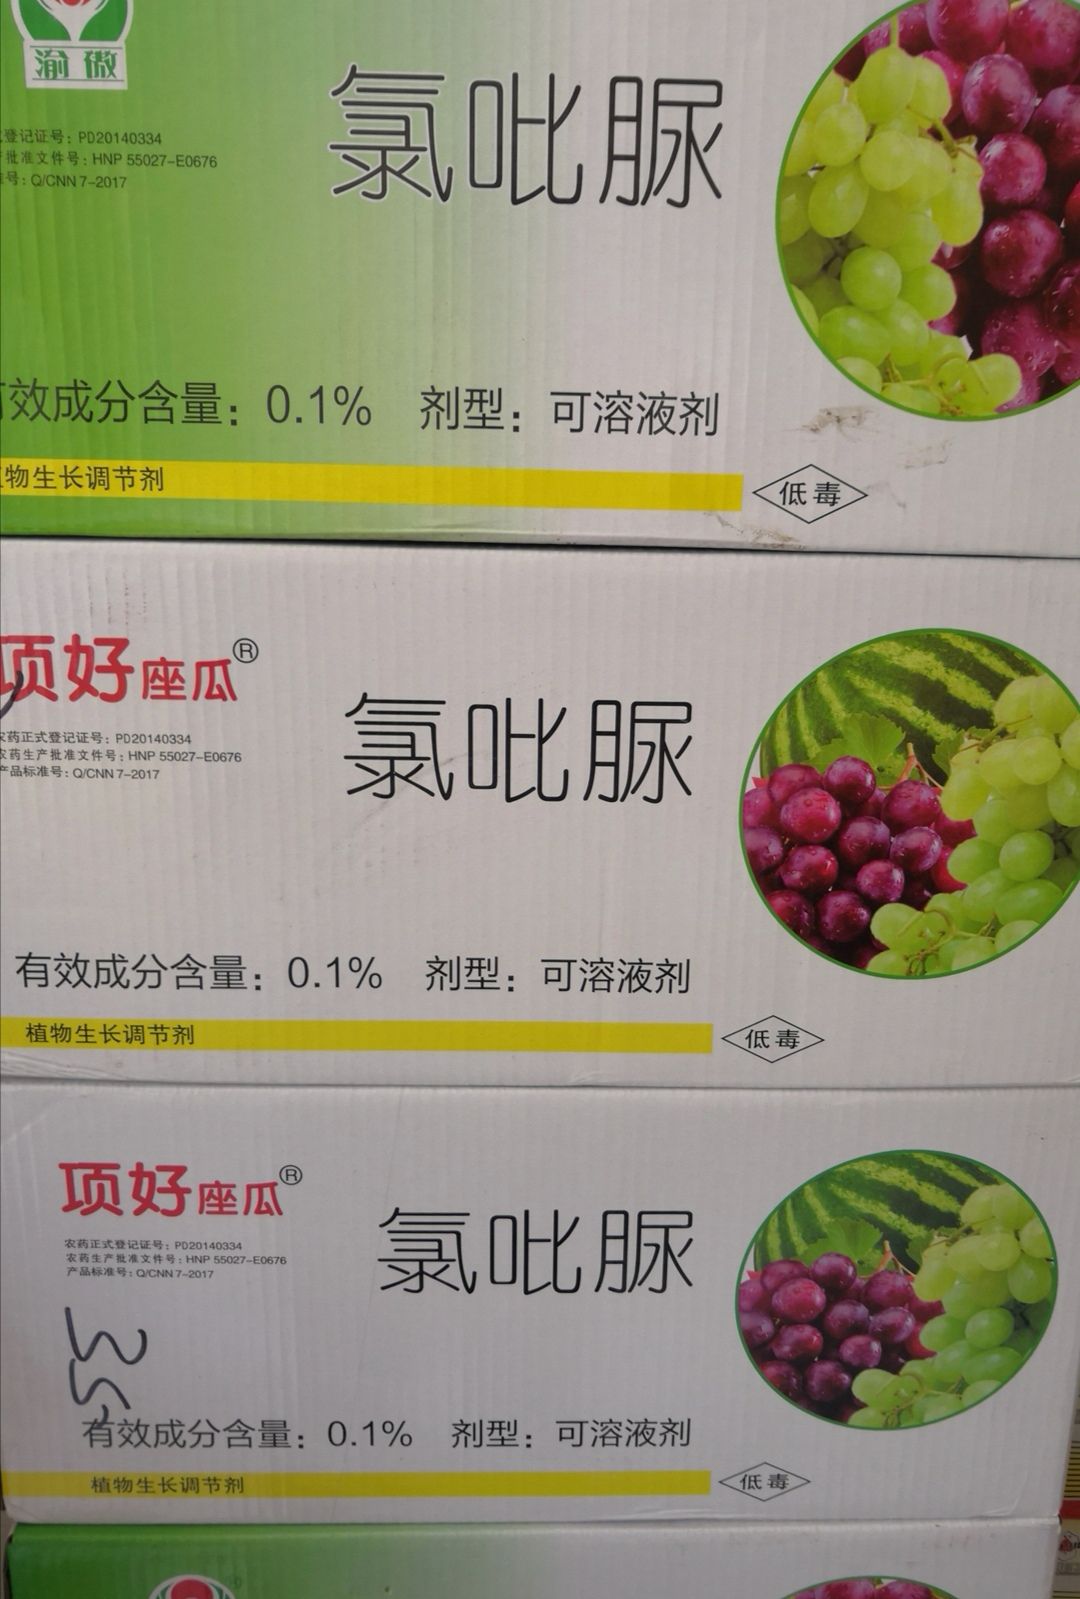 渝微
登记证号：PD20140334
批准文件号：HNP 55027-E0676
号：Q/CNN 7-2017
氯吡脲
有效成分含量：0.1% 剂型：可溶液剂
植物生长调节剂
低毒
顶好座瓜®
农药正式登记证号：PD20140334
农药生产批准文件号：HNP 55027-E0676
产品标准号：Q/CNN 7-2017
氯吡脲
有效成分含量：0.1% 剂型：可溶液剂
植物生长调节剂
低毒
顶好座瓜®
农药正式登记证号：PD20140334
农药生产批准文件号：HNP 55027-E0676
产品标准号：Q/CNN 7-2017
氯吡脲
有效成分含量：0.1% 剂型：可溶液剂
植物生长调节剂
低毒